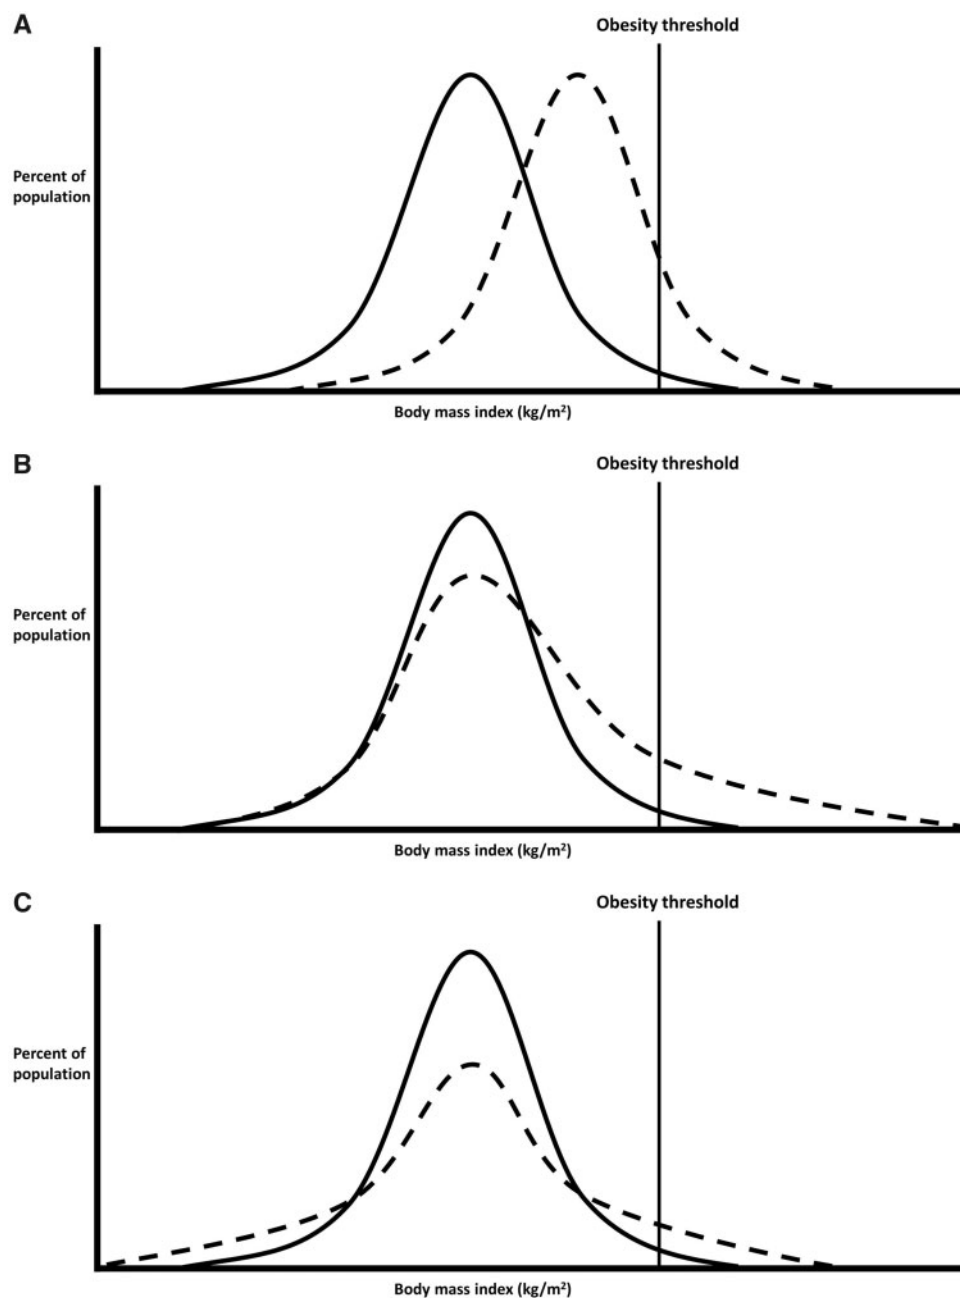 A
Obesity threshold
Percent of
population
Body mass index (kg/m²)
B
Obesity threshold
Percent of
population
Body mass index (kg/m²)
C
Obesity threshold
Percent of
population
Body mass index (kg/m²)